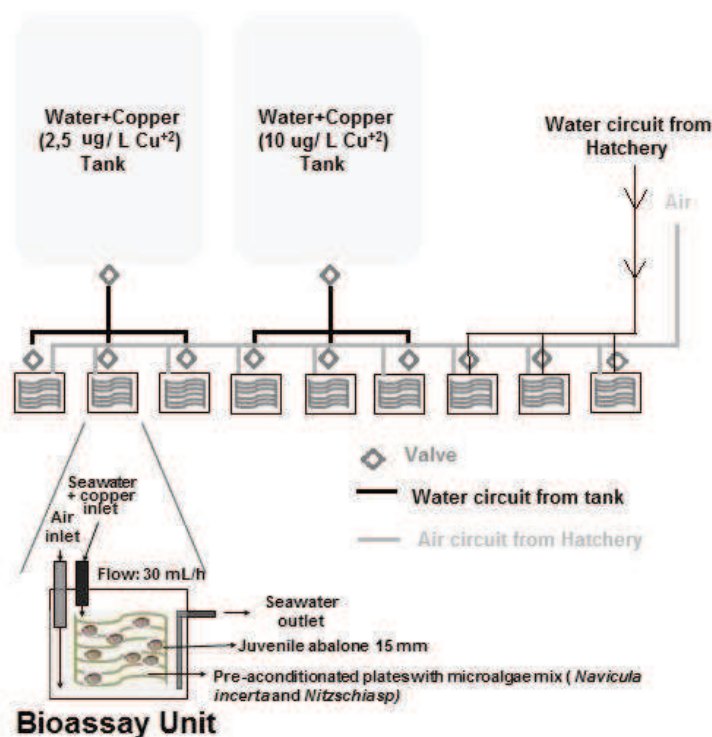 Water+Copper
(2,5 ug/ L Cu+2)
Tank
Water+Copper
(10 ug/ L Cu+2)
Tank
Water circuit from
Hatchery
Air
Valve
Water circuit from tank
Air circuit from Hatchery
Seawater
+ copper
inlet
Air
inlet
Flow: 30 mL/h
Seawater
outlet
Juvenile abalone 15 mm
Pre-aconditionated plates with microalgae mix ( Navicula
incerta and Nitzschia sp)
Bioassay Unit